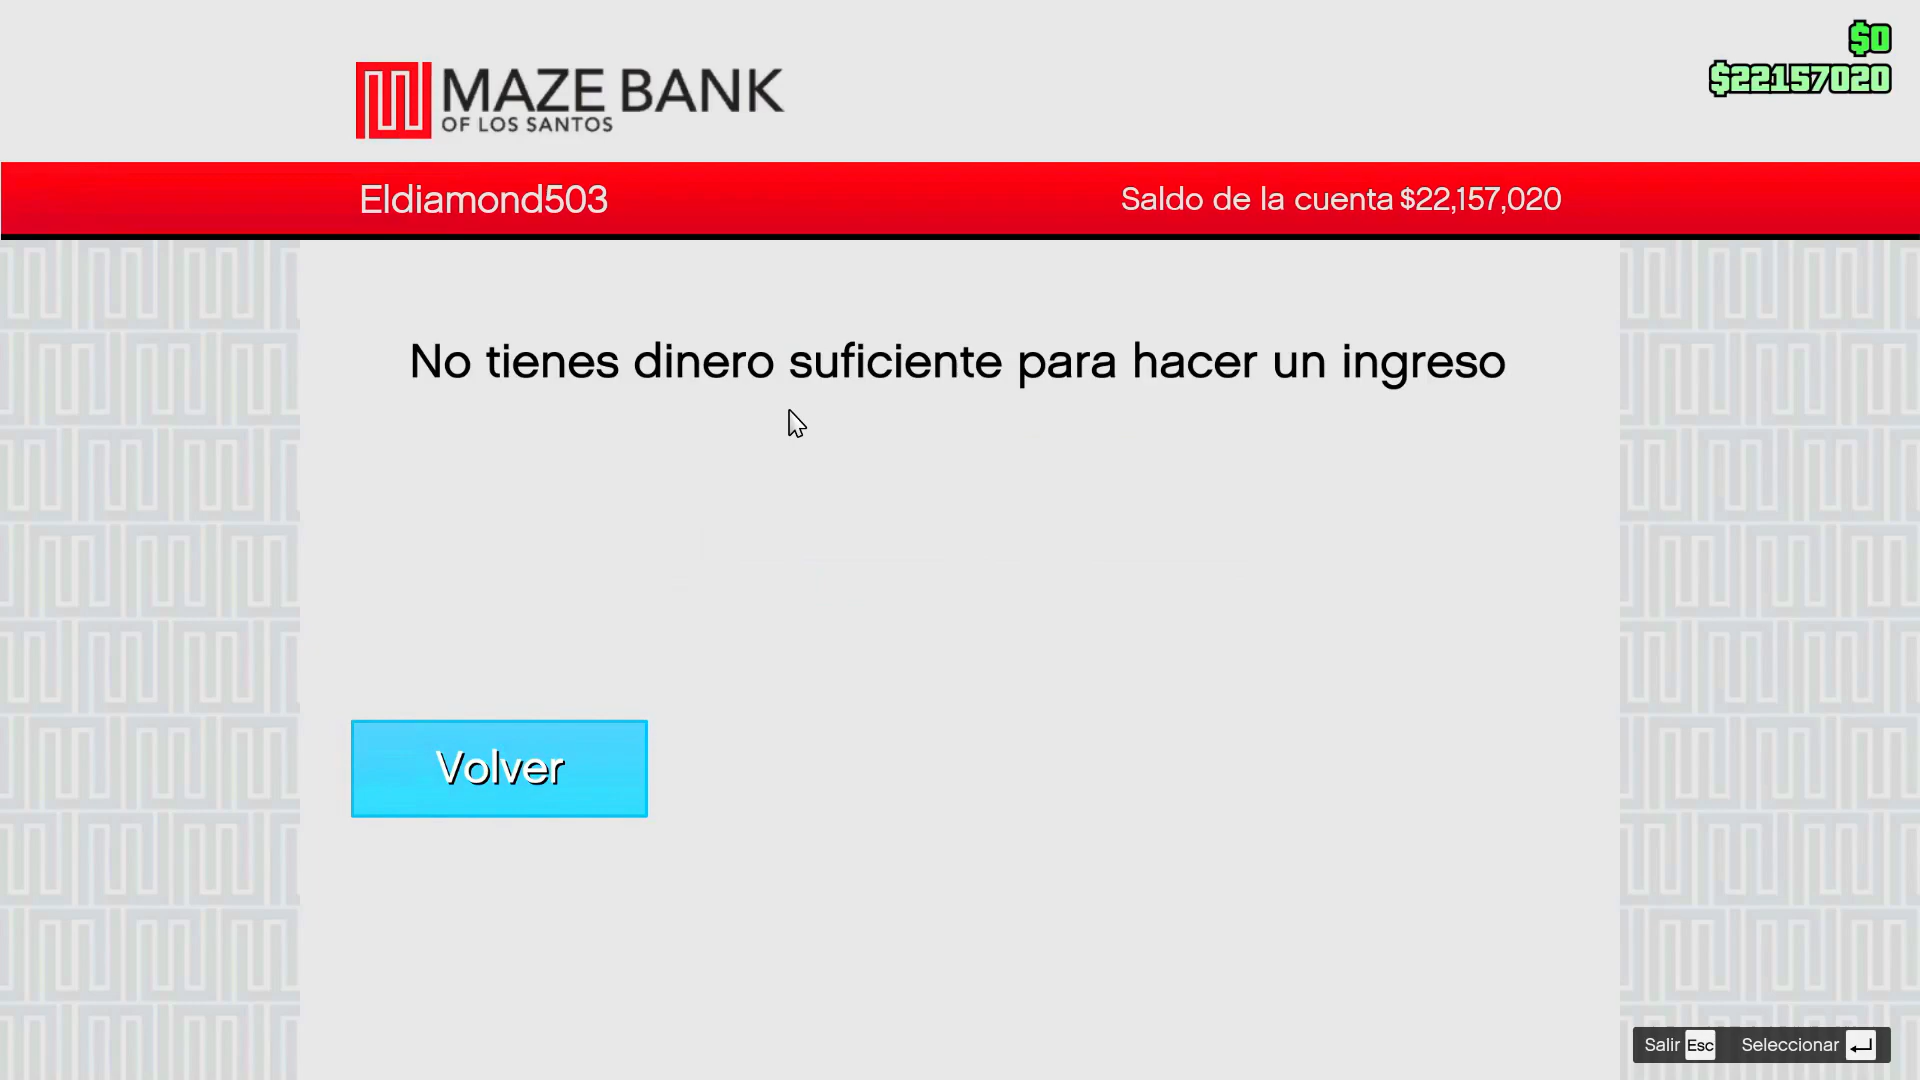 $0
$22157020
MAZE BANK
OF LOS SANTOS
Eldiamond503
Saldo de la cuenta $22,157,020
No tienes dinero suficiente para hacer un ingreso
Volver
Salir Esc Seleccionar